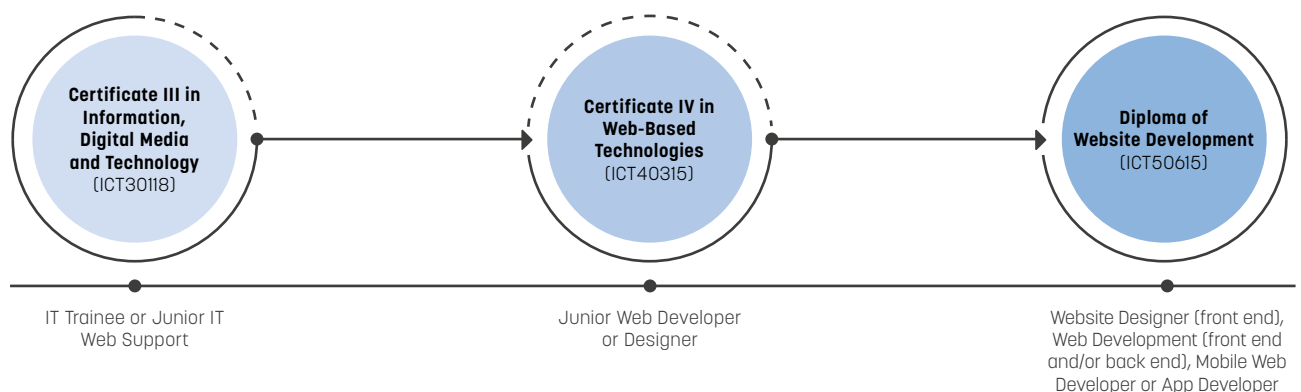 Certificate III in
Information,
Digital Media
and Technology
(ICT30118)
Certificate IV in
Web-Based
Technologies
(ICT40315)
Diploma of
Website Development
(ICT50615)
IT Trainee or Junior IT
Web Support
Junior Web Developer
or Designer
Website Designer (front end),
Web Development (front end
and/or back end), Mobile Web
Developer or App Developer